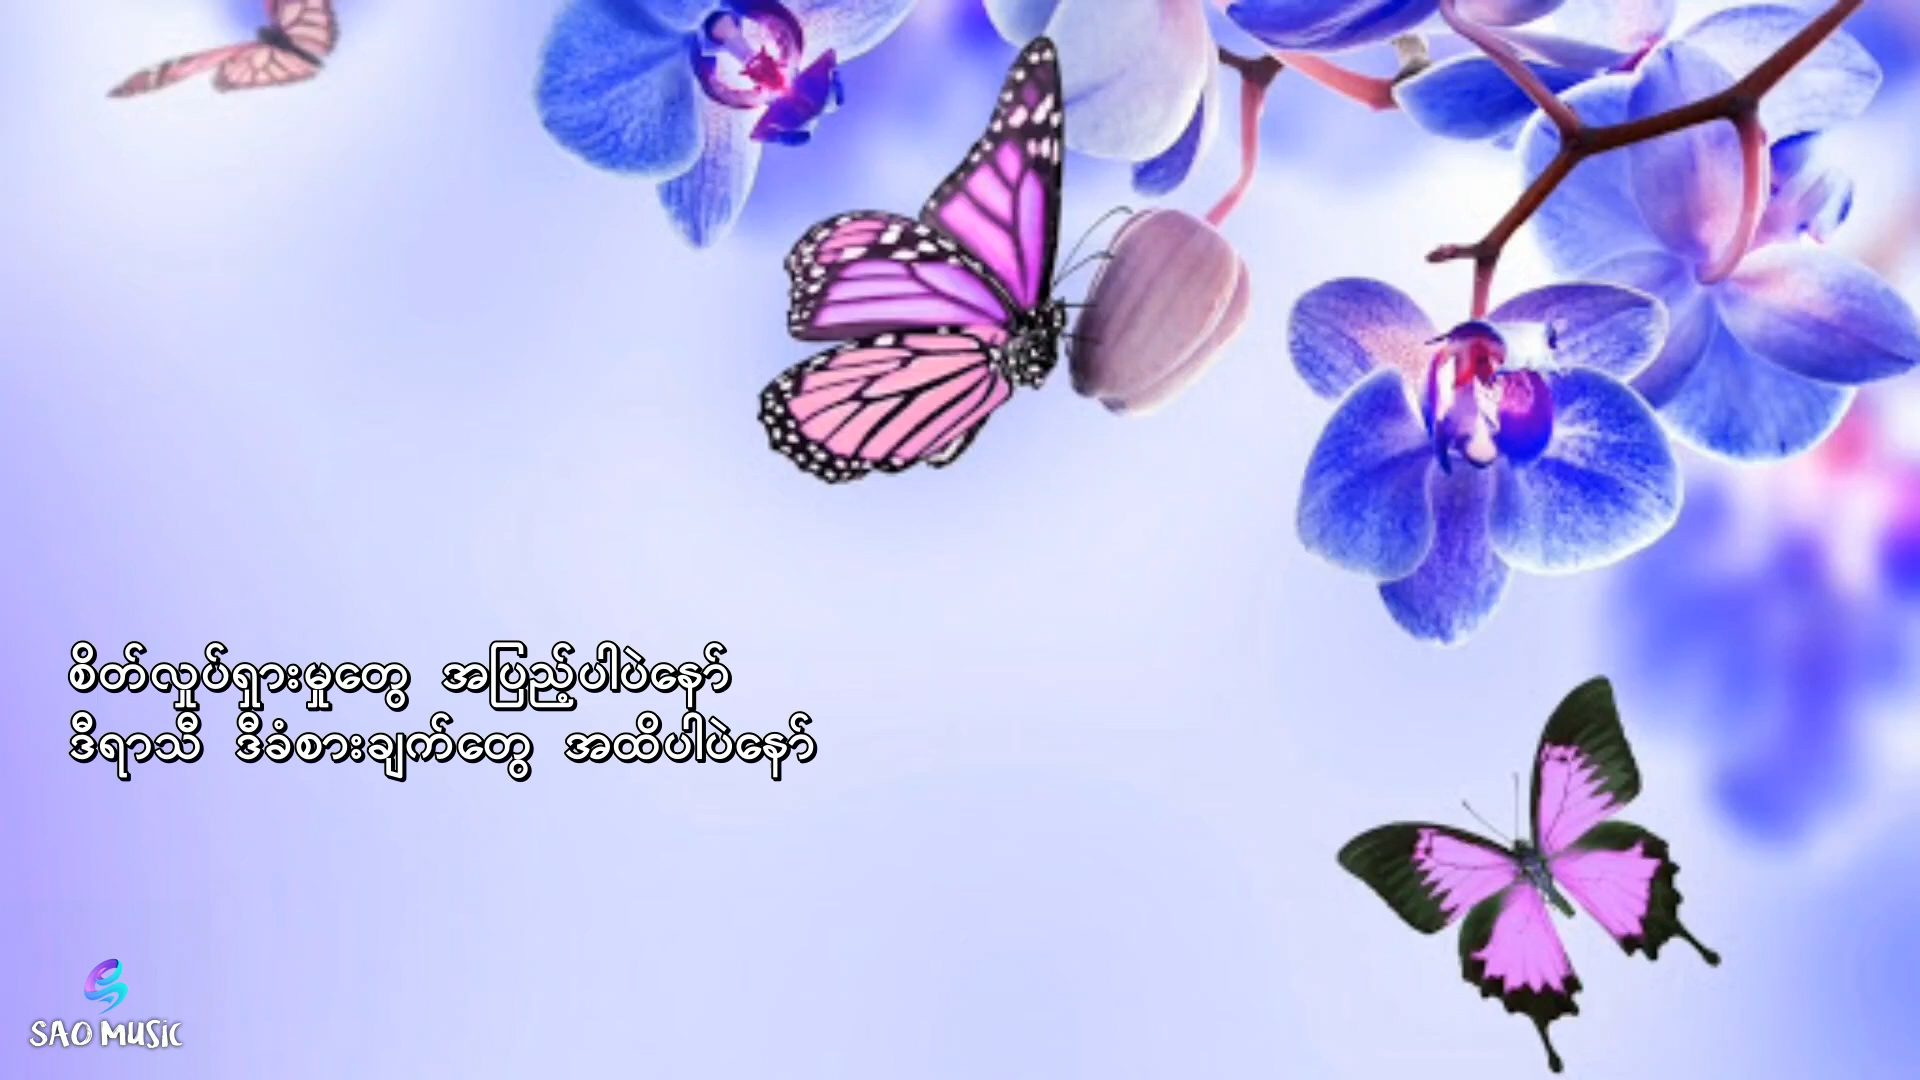 စိတ်လှုပ်ရှားမှုတွေ အပြည့်ပါပဲနော်
ဒီရာသီ ဒီခံစားချက်တွေ အထိပါပဲနော်
SAO MUSIC